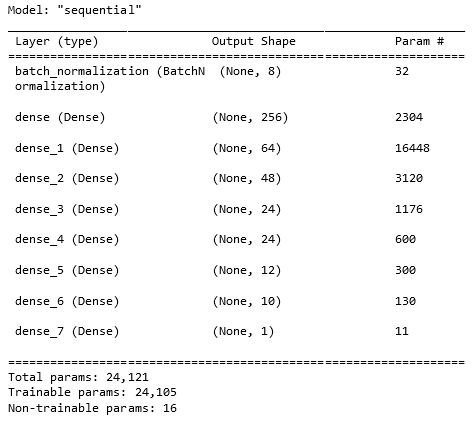 Model: "sequential"
Layer (type) Output Shape Param #
batch_normalization (BatchN (None, 8) 32
ormalization)
dense (Dense) (None, 256) 2304
dense_1 (Dense) (None, 64) 16448
dense_2 (Dense) (None, 48) 3120
dense_3 (Dense) (None, 24) 1176
dense_4 (Dense) (None, 24) 600
dense_5 (Dense) (None, 12) 300
dense_6 (Dense) (None, 10) 130
dense_7 (Dense) (None, 1) 11
Total params: 24,121
Trainable params: 24,105
Non-trainable params: 16